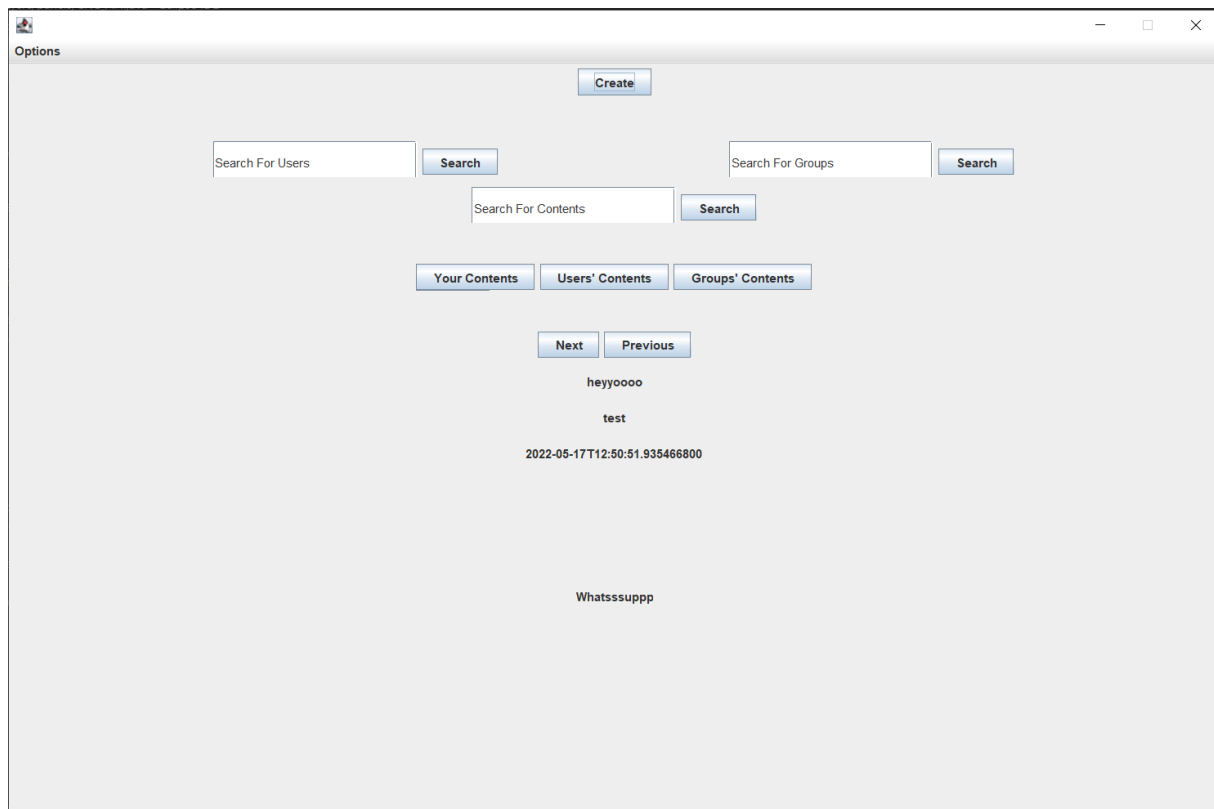 Options
Create
Search For Users Search Search For Groups Search
Search For Contents Search
Your Contents Users' Contents Groups' Contents
Next Previous
heyyoooo
test
2022-05-17T12:50:51.935466800
Whatsssuppp